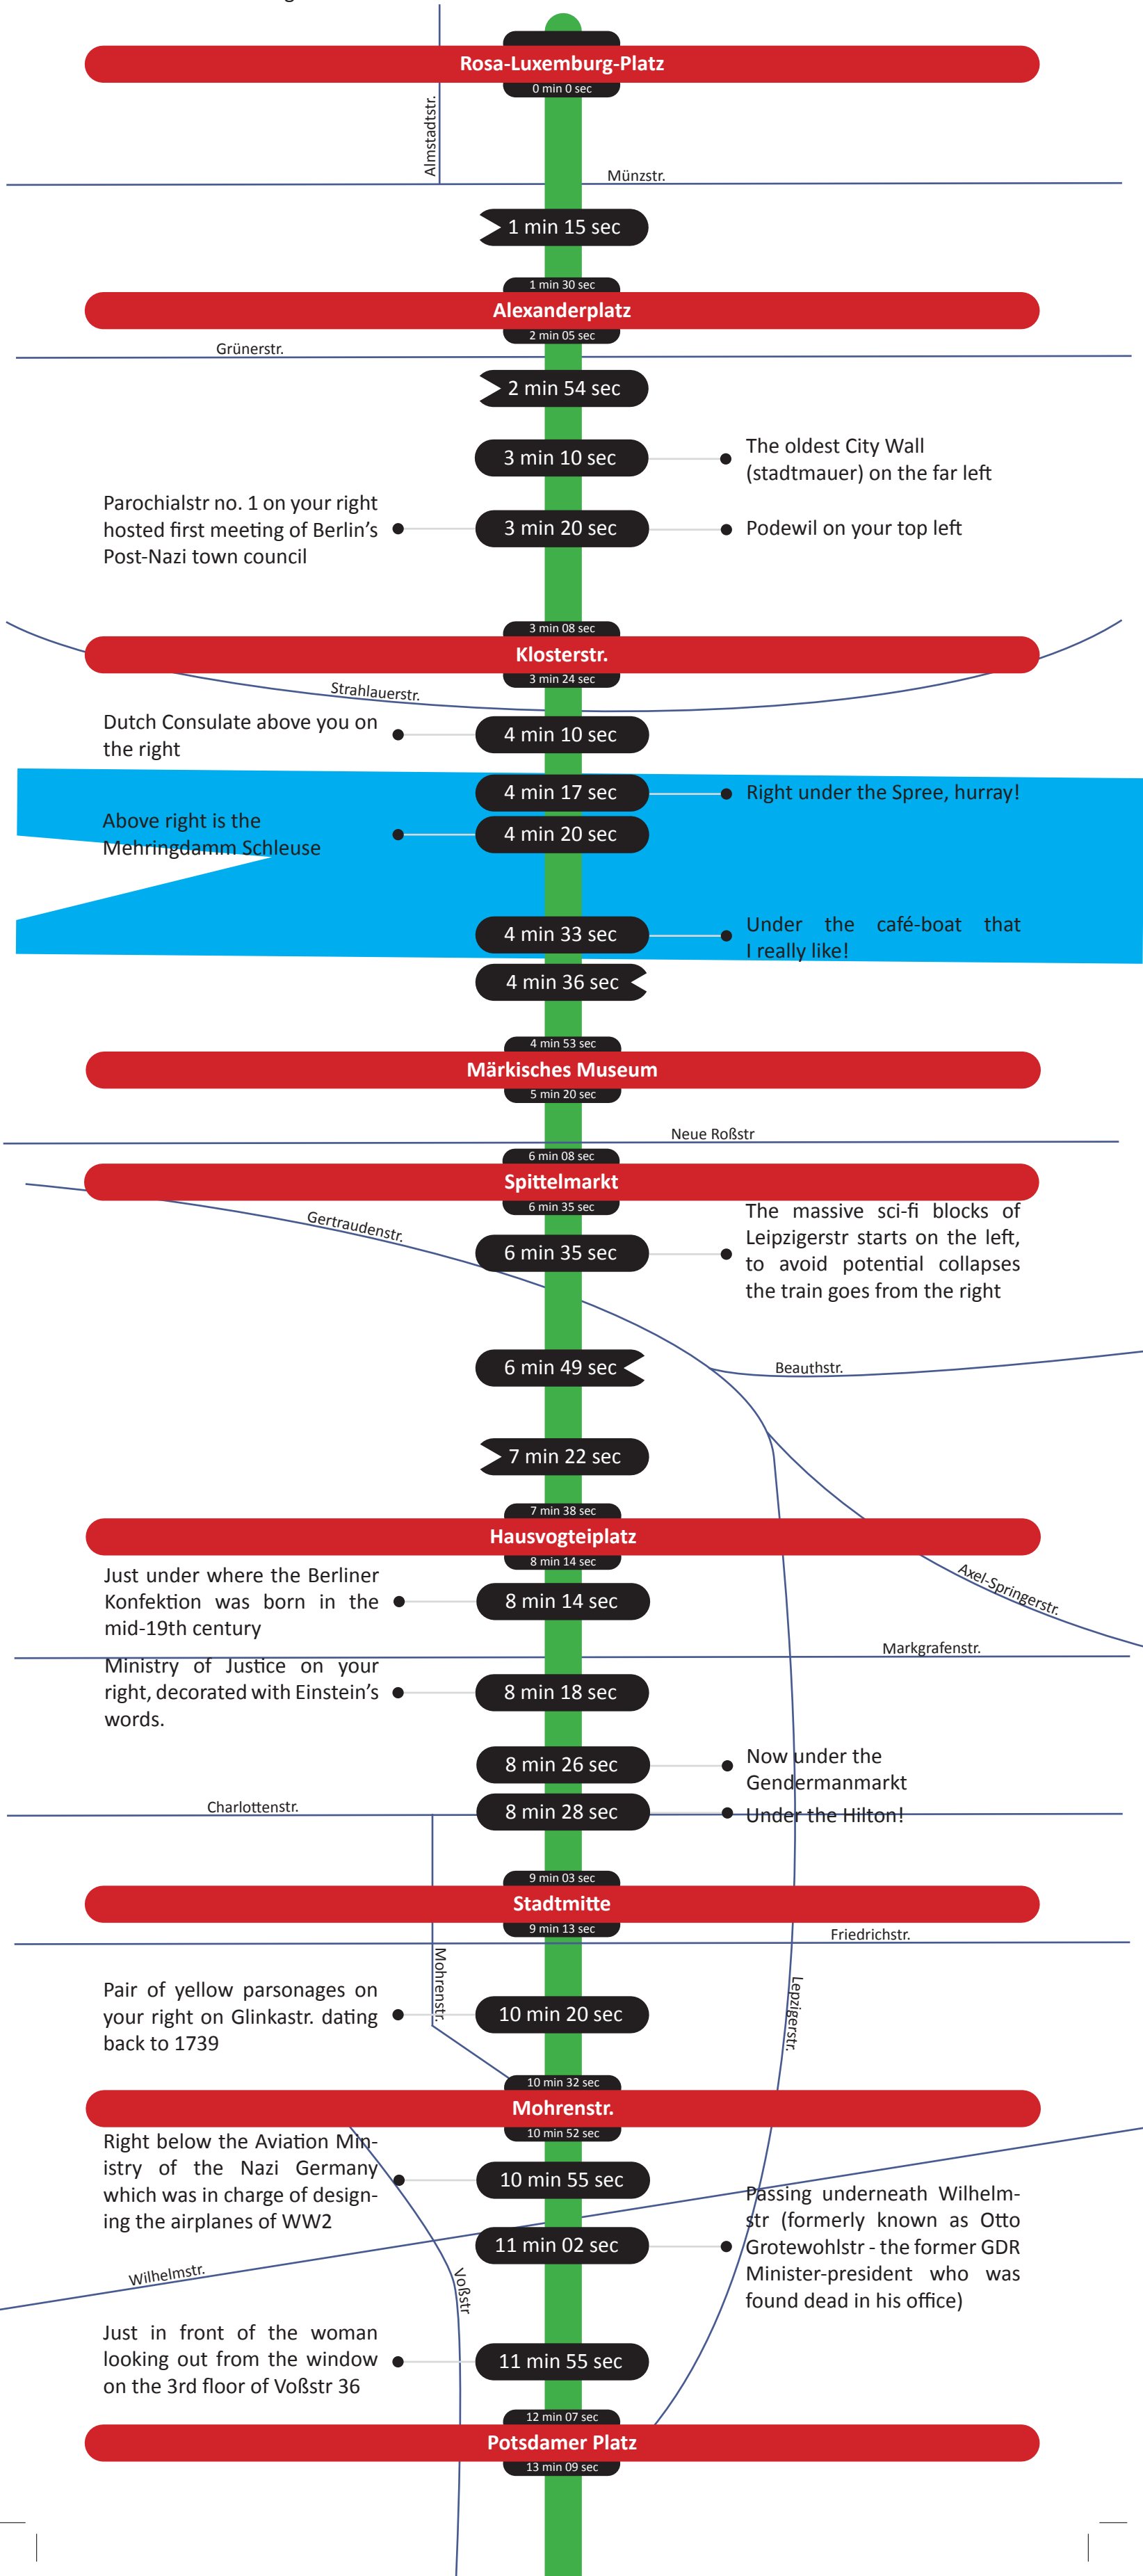 Rosa-Luxemburg-Platz
0 min 0 sec
Almstadtstr.
Münzstr.
1 min 15 sec
1 min 30 sec
Alexanderplatz
2 min 05 sec
Grünerstr.
2 min 54 sec
3 min 10 sec
The oldest City Wall
(stadtmauer) on the far left
Parochialstr no. 1 on your right
hosted first meeting of Berlin's
Post-Nazi town council
3 min 20 sec
Podewil on your top left
3 min 08 sec
Klosterstr.
3 min 24 sec
Strahlauerstr.
Dutch Consulate above you on
the right
4 min 10 sec
4 min 17 sec
Right under the Spree, hurray!
Above right is the
Mehringdamm Schleuse
4 min 20 sec
4 min 33 sec
Under the café-boat that
I really like!
4 min 36 sec
4 min 53 sec
Märkisches Museum
5 min 20 sec
Neue Roßstr
6 min 08 sec
Spittelmarkt
6 min 35 sec
Gertraudenstr.
6 min 35 sec
The massive sci-fi blocks of
Leipzigerstr starts on the left,
to avoid potential collapses
the train goes from the right
6 min 49 sec
Beauthstr.
7 min 22 sec
7 min 38 sec
Hausvogteiplatz
8 min 14 sec
Just under where the Berliner
Konfektion was born in the
mid-19th century
8 min 14 sec
Axel-Springerstr.
Markgrafenstr.
Ministry of Justice on your
right, decorated with Einstein's
words.
8 min 18 sec
8 min 26 sec
Now under the
Gendermanmarkt
Charlottenstr.
8 min 28 sec
Under the Hilton!
9 min 03 sec
Stadtmitte
9 min 13 sec
Friedrichstr.
Mohrenstr.
Lepzigerstr.
Pair of yellow parsonages on
your right on Glinkastr. dating
back to 1739
10 min 20 sec
10 min 32 sec
Mohrenstr.
10 min 52 sec
Right below the Aviation Min-
istry of the Nazi Germany
which was in charge of design-
ing the airplanes of WW2
10 min 55 sec
11 min 02 sec
Passing underneath Wilhelm-
str (formerly known as Otto
Grotewohlstr - the former GDR
Minister-president who was
found dead in his office)
Wilhelmstr.
Voßstr
Just in front of the woman
looking out from the window
on the 3rd floor of Voßstr 36
11 min 55 sec
12 min 07 sec
Potsdamer Platz
13 min 09 sec